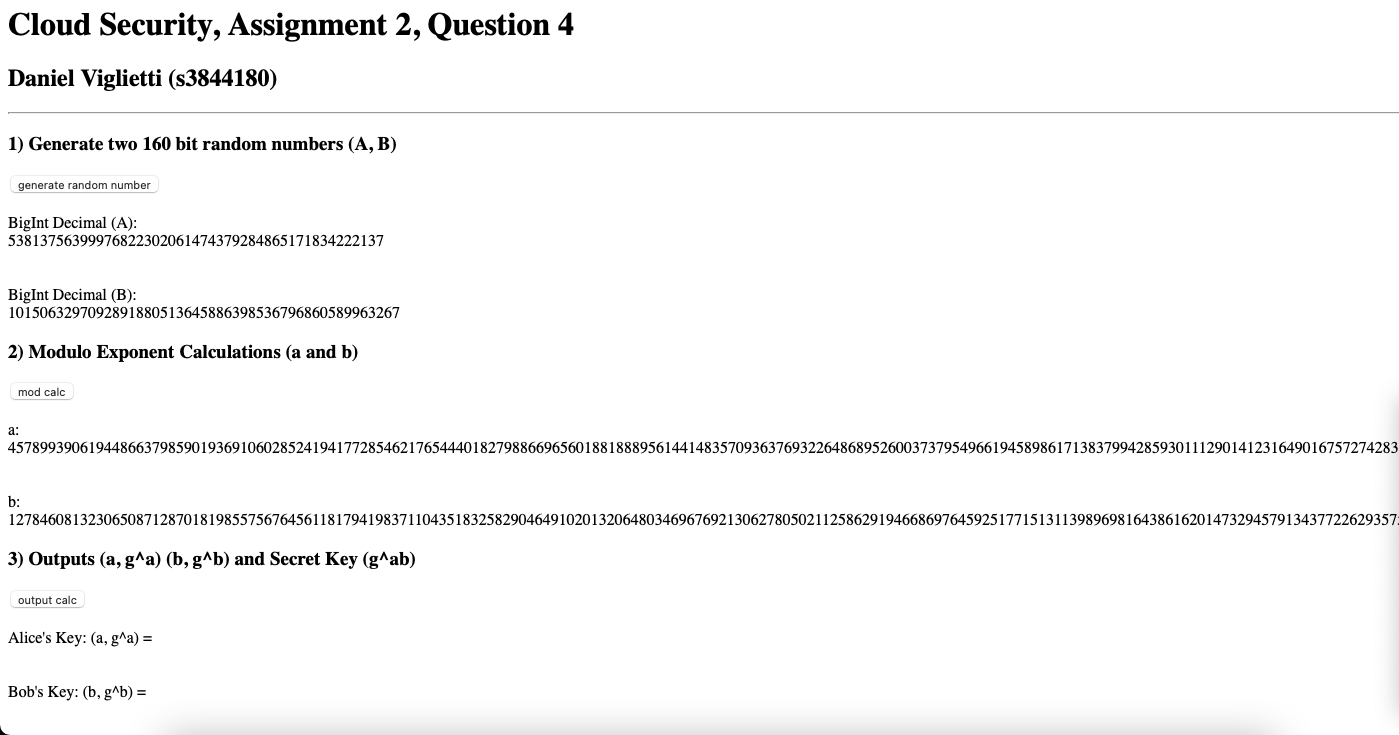 Cloud Security, Assignment 2, Question 4
Daniel Viglietti (s3844180)
1) Generate two 160 bit random numbers (A, B)
generate random number
BigInt Decimal (A):
538137563999768223020614743792848651718342221​37
BigInt Decimal (B):
1015063297092891880513645886398536796860589963267
2) Modulo Exponent Calculations (a and b)
mod calc
a:
457899390619448663798590193691060285241941772854621765444018279886696560188188895614414835709363769322648689526003737954966194589861713837994285930111290141231649016757274283
b:
127846081323065087128701819855756764561181794198371104351832582904649102013206480346967692130627805021125862919466869764592517715131139896981643861620147329457913437722629357
3) Outputs (a, g^a) (b, g^b) and Secret Key (g^ab)
output calc
Alice's Key: (a, g^a) =
Bob's Key: (b, g^b) =